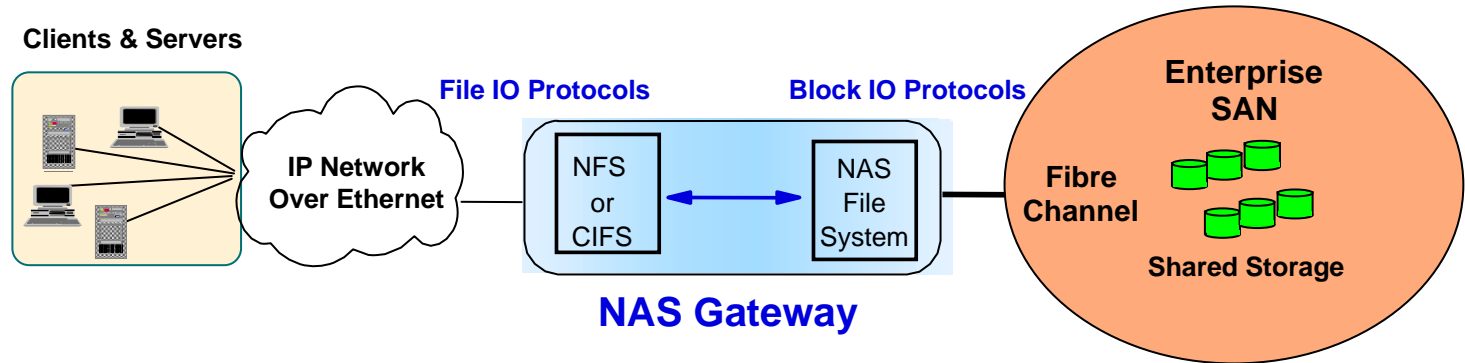 Clients & Servers
IP Network
Over Ethernet
File IO Protocols
Block IO Protocols
NFS
or
CIFS
NAS
File
System
NAS Gateway
Enterprise
SAN
Fibre
Channel
Shared Storage